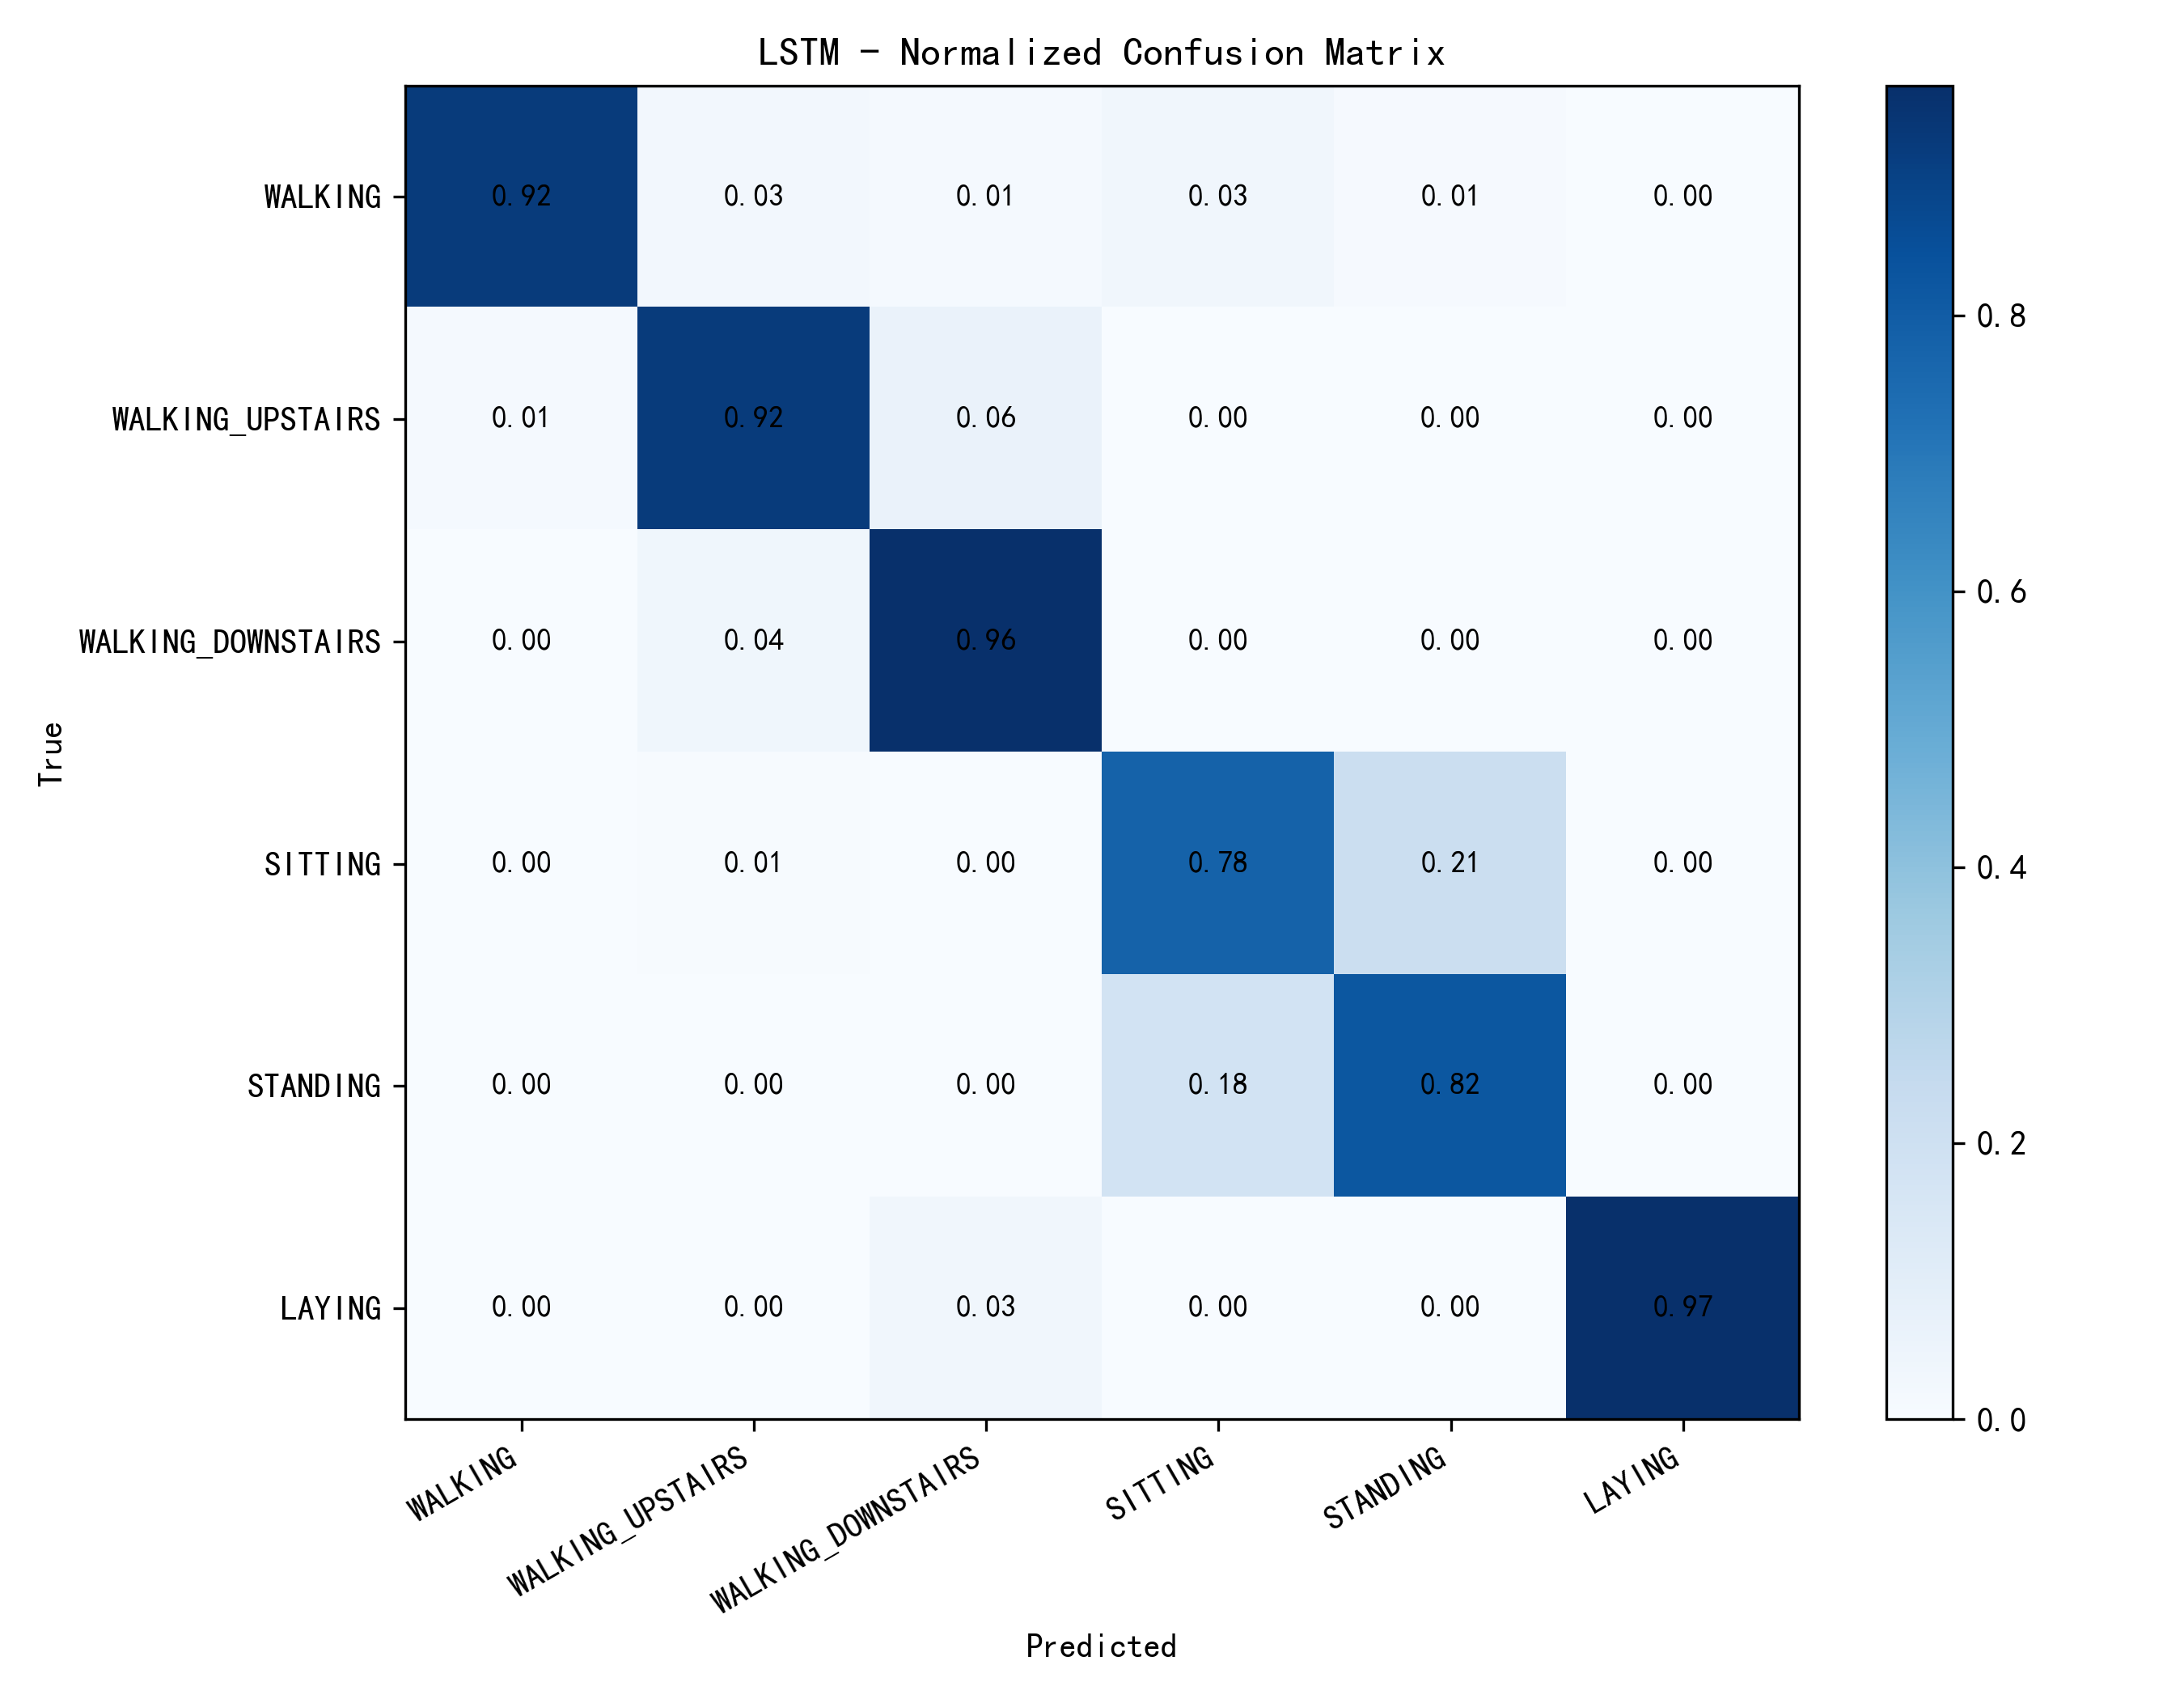 LSTM - Normalized Confusion Matrix
WALKING 0.92 0.03 0.01 0.03 0.01 0.00
WALKING_UPSTAIRS 0.01 0.92 0.06 0.00 0.00 0.00
WALKING_DOWNSTAIRS 0.00 0.04 0.96 0.00 0.00 0.00
SITTING 0.00 0.01 0.00 0.78 0.21 0.00
STANDING 0.00 0.00 0.00 0.18 0.82 0.00
LAYING 0.00 0.00 0.03 0.00 0.00 0.97
True
WALKING WALKING_UPSTAIRS WALKING_DOWNSTAIRS SITTING STANDING LAYING
Predicted
0.8
0.6
0.4
0.2
0.0